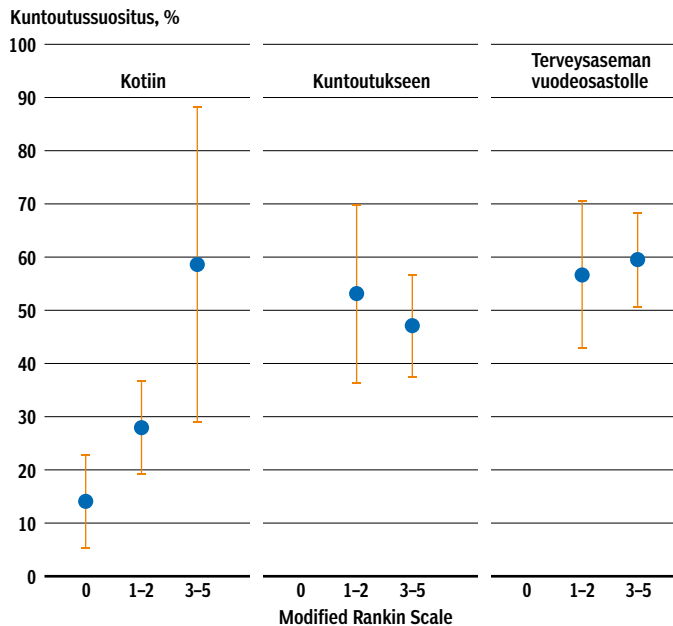 Kuntoutussuositus, %
Kotiin
Kuntoutukseen
Terveysaseman
vuodeosastolle
100
90
80
70
60
50
40
30
20
10
0
0 1–2 3–5 0 1–2 3–5 0 1–2 3–5
Modified Rankin Scale